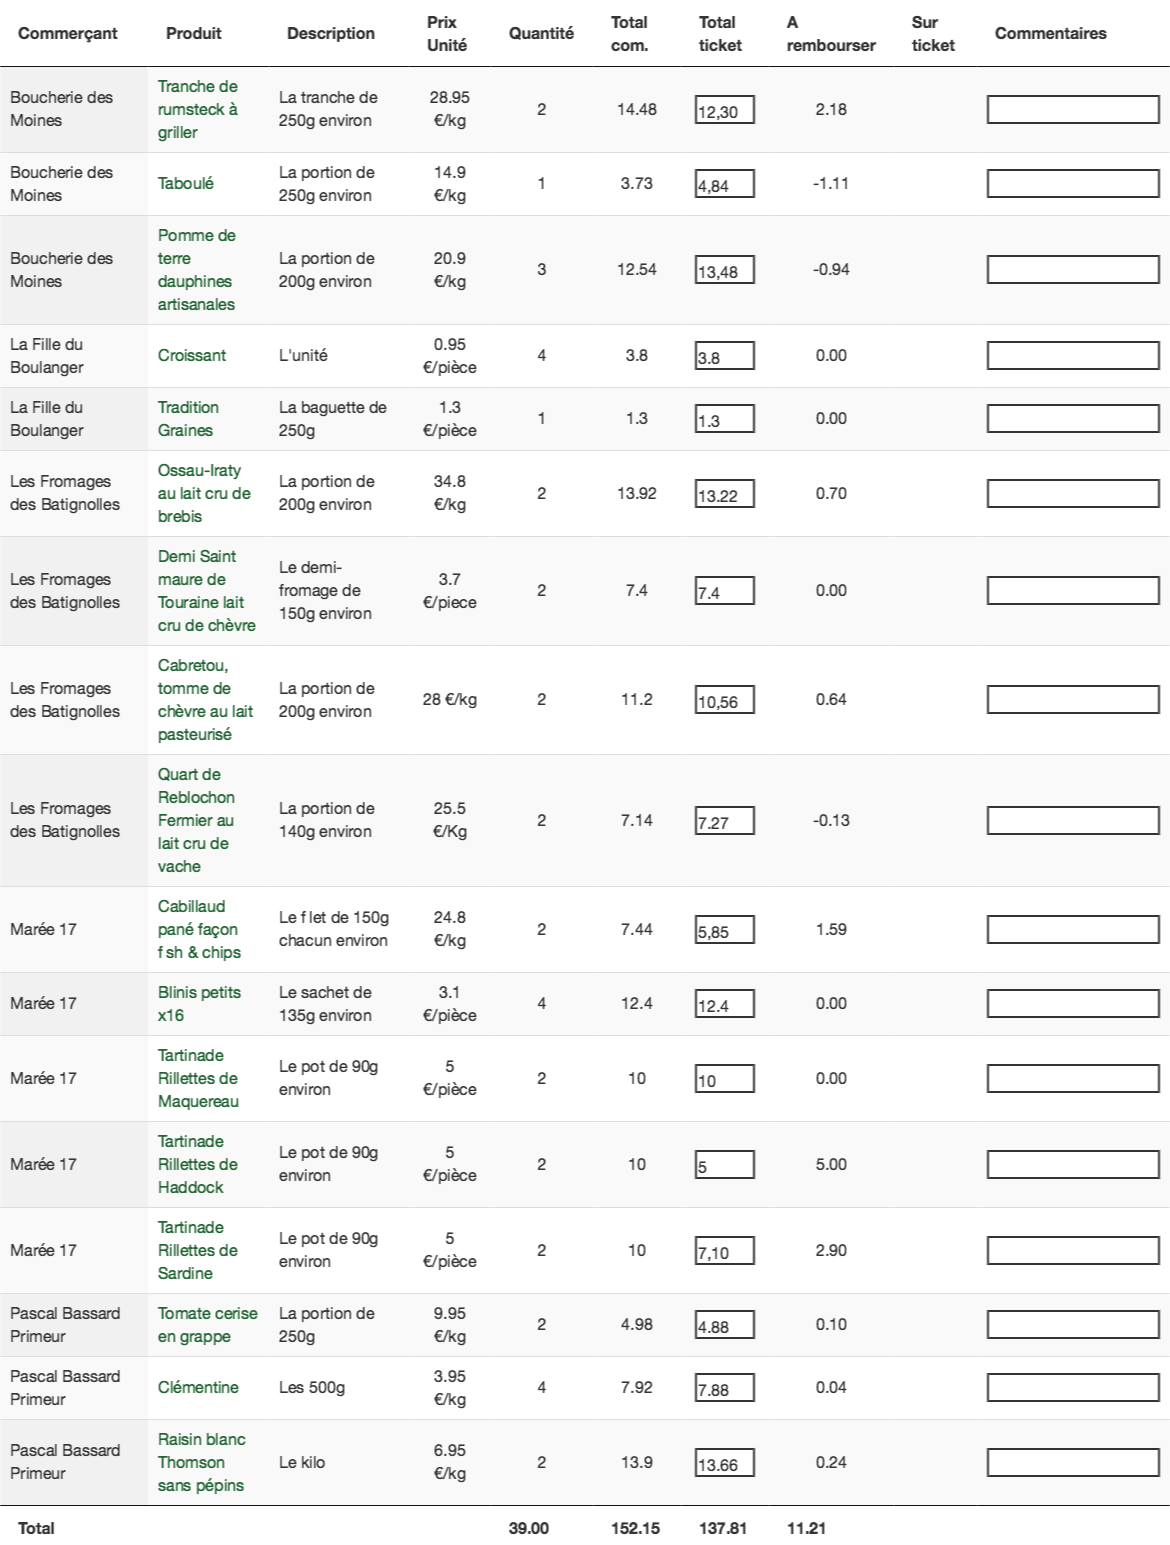 Commerçant Produit Description Prix Unité Quantité Total com. Total ticket A rembourser Sur ticket Commentaires
Boucherie des Moines Tranche de rumsteck à griller La tranche de 250g environ 28.95 €/kg 2 14.48 12,30 2.18
Boucherie des Moines Taboulé La portion de 250g environ 14.9 €/kg 1 3.73 4,84 -1.11
Boucherie des Moines Pomme de terre dauphines artisanales La portion de 200g environ 20.9 €/kg 3 12.54 13,48 -0.94
La Fille du Boulanger Croissant L'unité 0.95 €/pièce 4 3.8 3.8 0.00
La Fille du Boulanger Tradition Graines La baguette de 250g 1.3 €/pièce 1 1.3 1.3 0.00
Les Fromages des Batignolles Ossau-Iraty au lait cru de brebis La portion de 200g environ 34.8 €/kg 2 13.92 13.22 0.70
Les Fromages des Batignolles Demi Saint maure de Touraine lait cru de chèvre Le demi-fromage de 150g environ 3.7 €/piece 2 7.4 7.4 0.00
Les Fromages des Batignolles Cabretou, tomme de chèvre au lait pasteurisé La portion de 200g environ 28 €/kg 2 11.2 10,56 0.64
Les Fromages des Batignolles Quart de Reblochon Fermier au lait cru de vache La portion de 140g environ 25.5 €/Kg 2 7.14 7.27 -0.13
Marée 17 Cabillaud pané façon f sh & chips Le f let de 150g chacun environ 24.8 €/kg 2 7.44 5,85 1.59
Marée 17 Blinis petits x16 Le sachet de 135g environ 3.1 €/pièce 4 12.4 12.4 0.00
Marée 17 Tartinade Rillettes de Maquereau Le pot de 90g environ 5 €/pièce 2 10 10 0.00
Marée 17 Tartinade Rillettes de Haddock Le pot de 90g environ 5 €/pièce 2 10 5 5.00
Marée 17 Tartinade Rillettes de Sardine Le pot de 90g environ 5 €/pièce 2 10 7,10 2.90
Pascal Bassard Primeur Tomate cerise en grappe La portion de 250g 9.95 €/kg 2 4.98 4.88 0.10
Pascal Bassard Primeur Clémentine Les 500g 3.95 €/kg 4 7.92 7.88 0.04
Pascal Bassard Primeur Raisin blanc Thomson sans pépins Le kilo 6.95 €/kg 2 13.9 13.66 0.24
Total 39.00 152.15 137.81 11.21